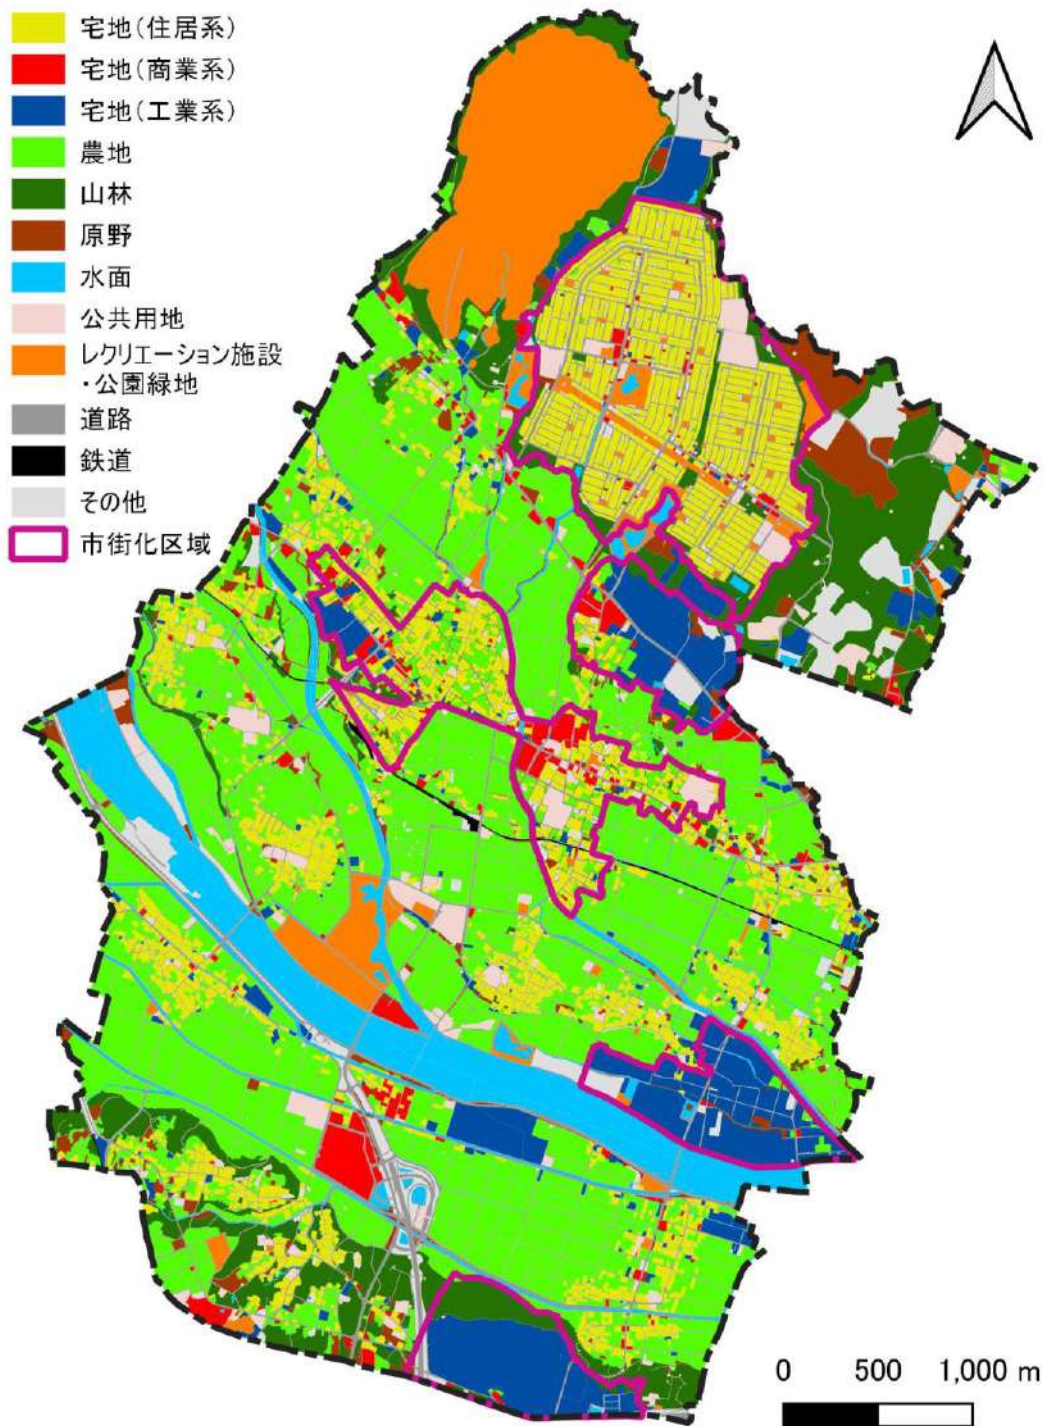 宅地(住居系)
宅地(商業系)
宅地(工業系)
農地
山林
原野
水面
公共用地
レクリエーション施設
・公園緑地
道路
鉄道
その他
市街化区域
0 500 1,000 m